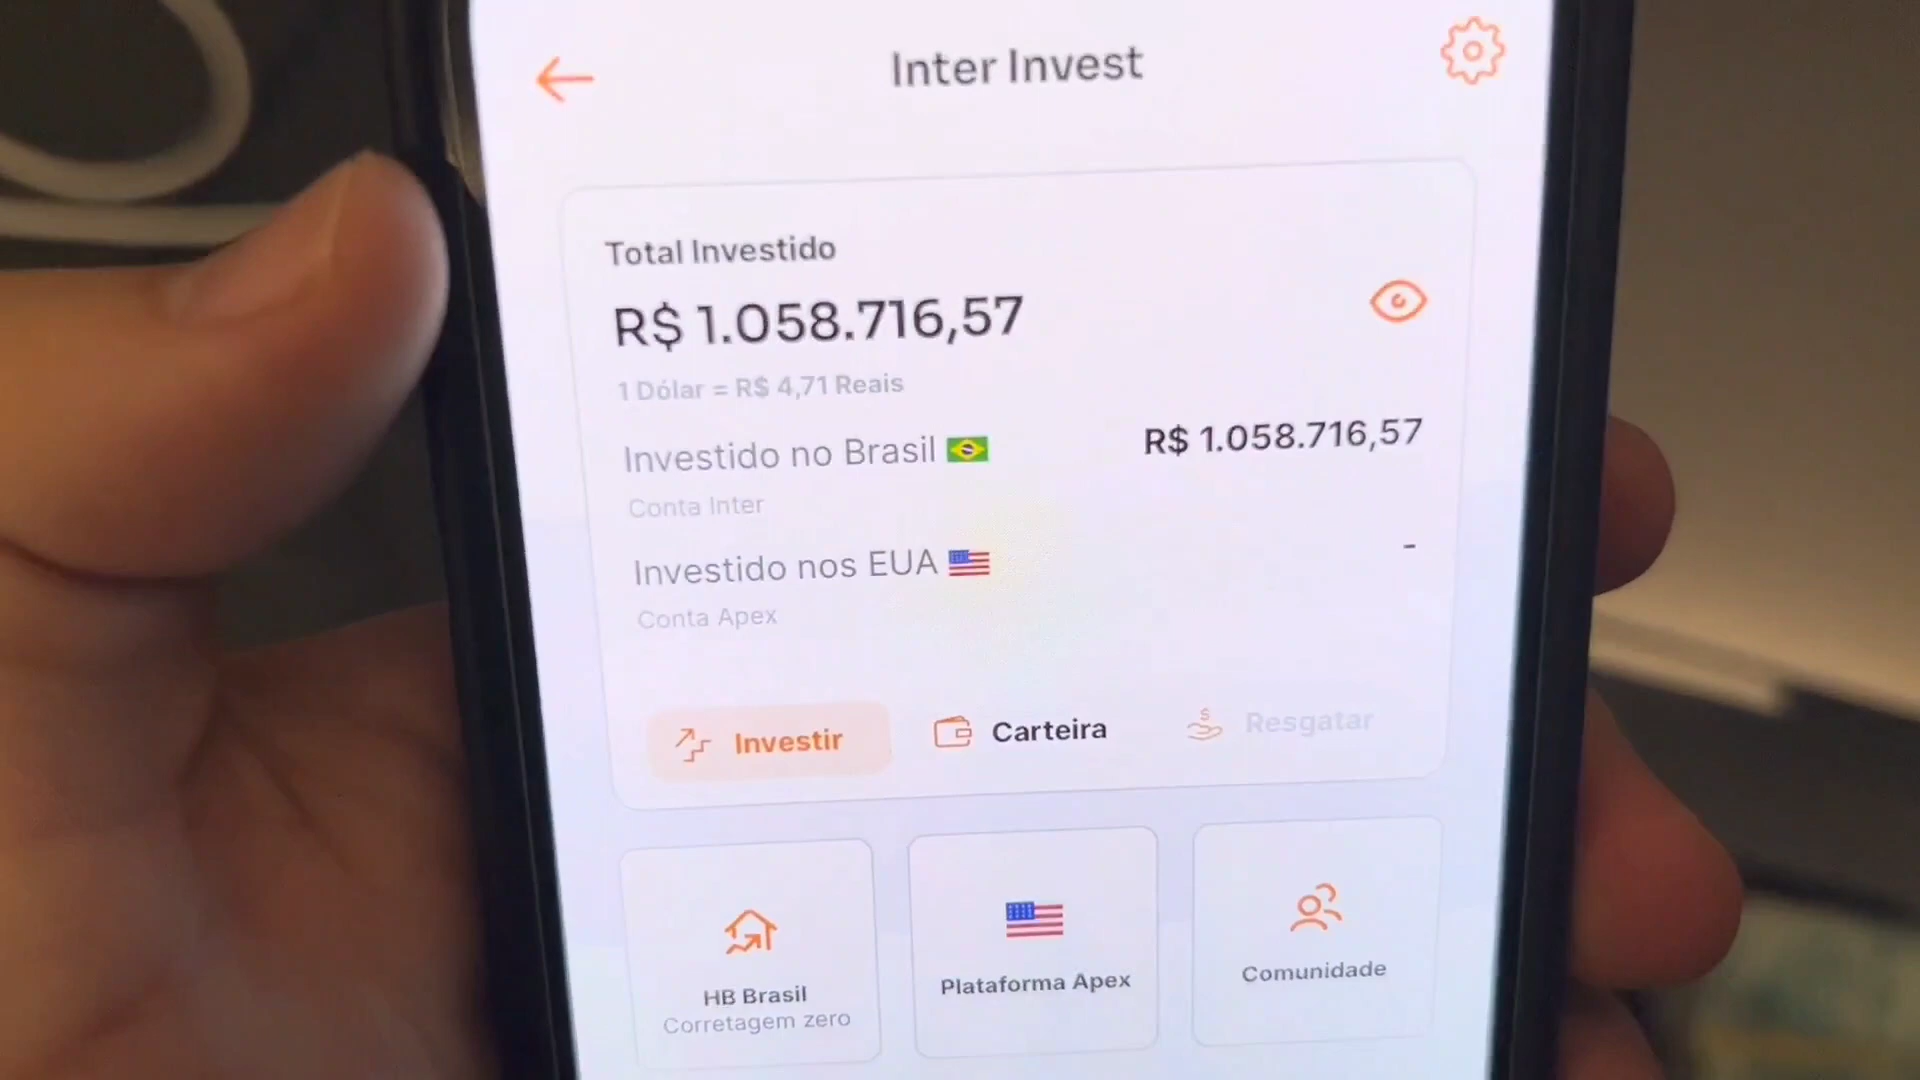 Inter Invest
Total Investido
R$ 1.058.716,57
1 Dólar = R$ 4,71 Reais
Investido no Brasil R$ 1.058.716,57
Conta Inter
Investido nos EUA -
Conta Apex
Investir Carteira Resgatar
HB Brasil
Corretagem zero
Plataforma Apex
Comunidade